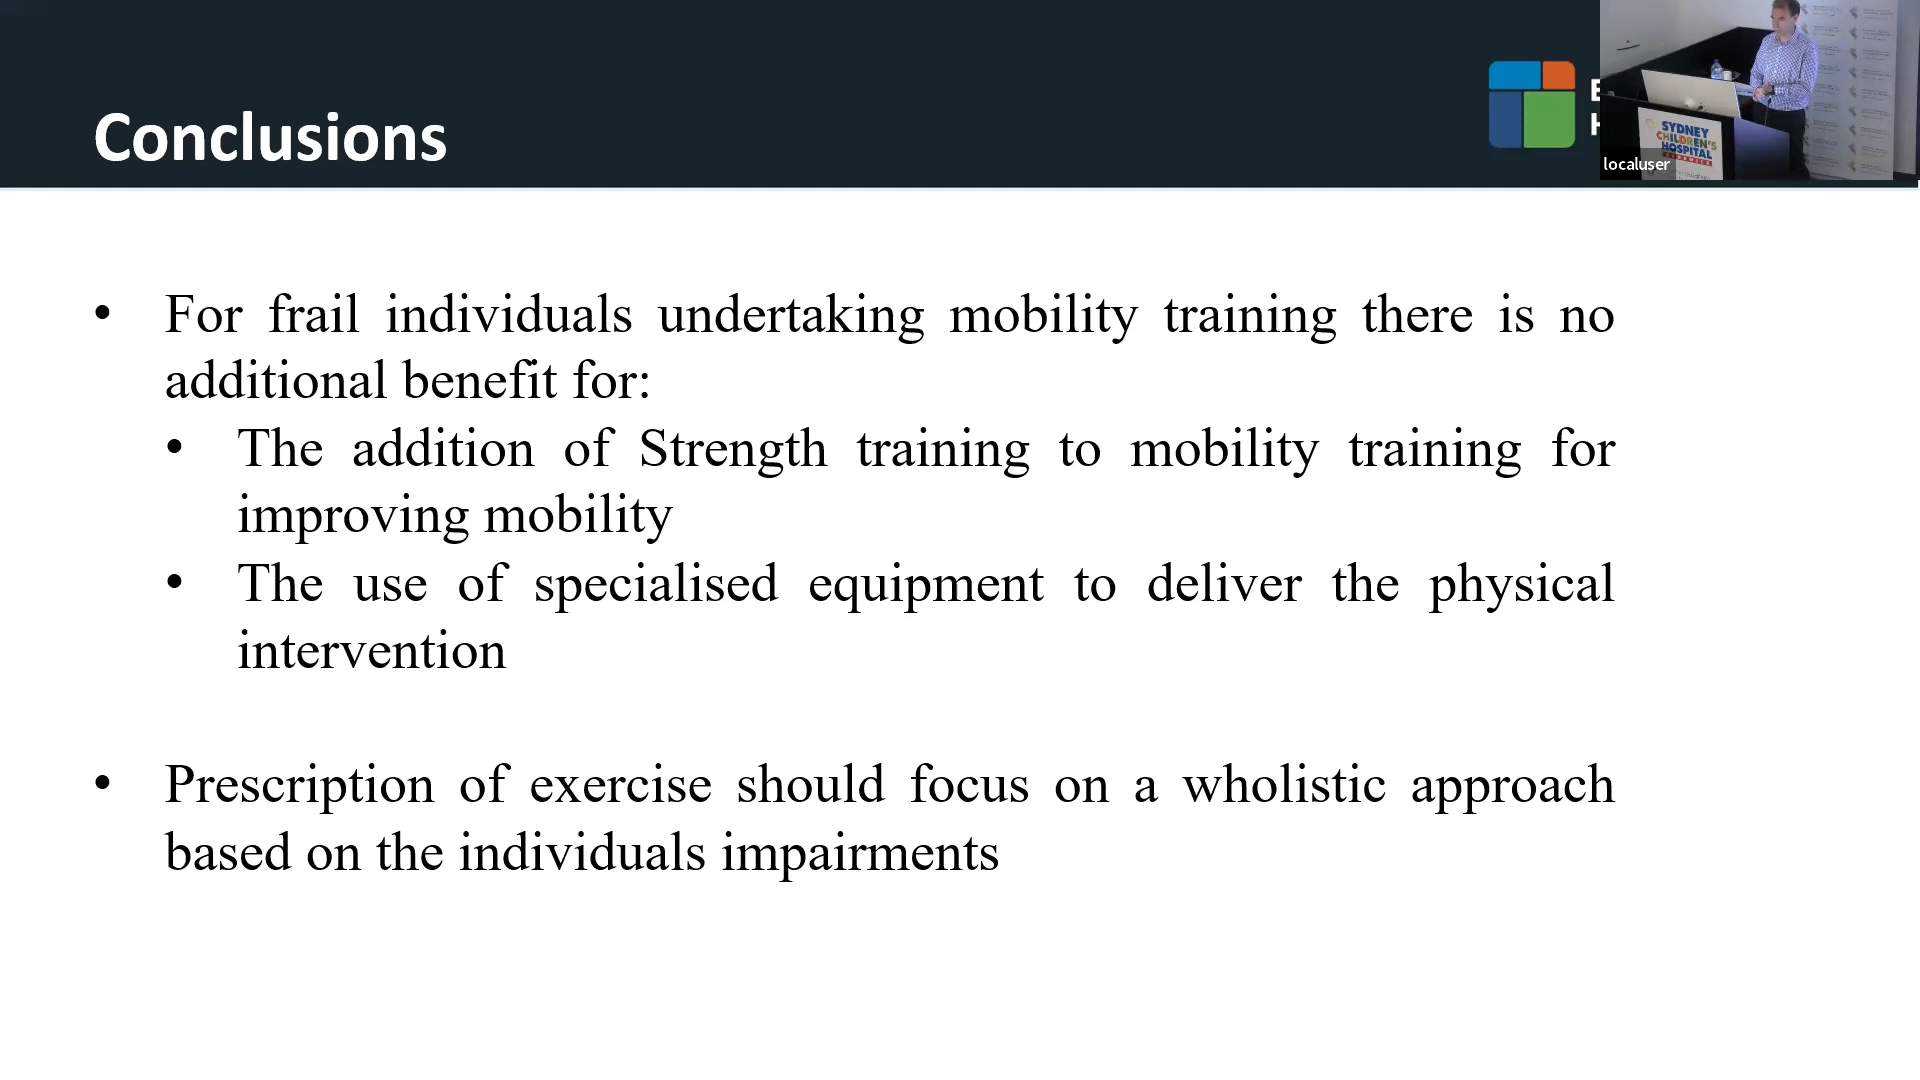 Conclusions
localuser
SYDNEY
CHILDREN'S
HOSPITAL
• For frail individuals undertaking mobility training there is no
additional benefit for:
• The addition of Strength training to mobility training for
improving mobility
• The use of specialised equipment to deliver the physical
intervention
• Prescription of exercise should focus on a wholistic approach
based on the individuals impairments